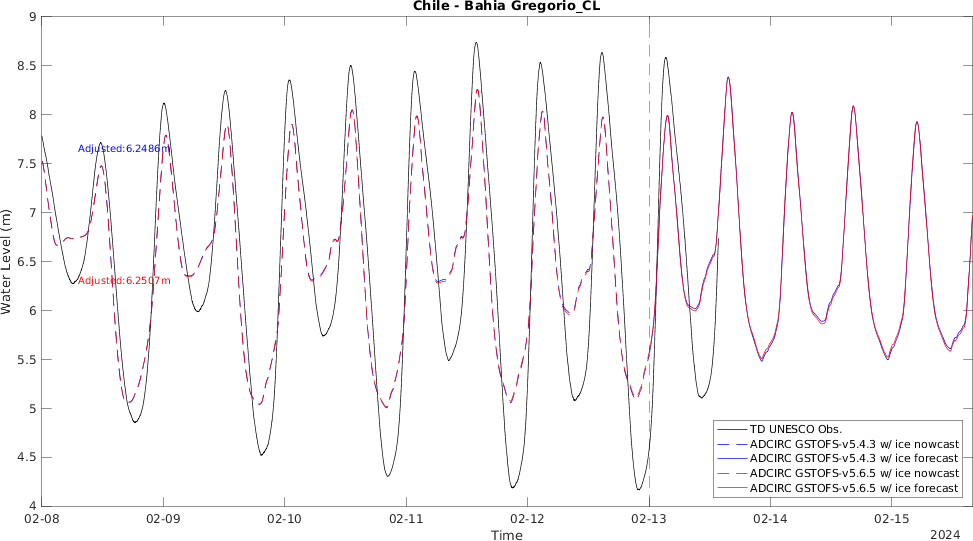 Chile - Bahia Gregorio_CL
9
8.5
8
7.5
7
6.5
6
5.5
5
4.5
4
Water Level (m)
Adjusted:6.2486m
Adjusted:6.2507m
TD UNESCO Obs.
ADCIRC GSTOFS-v5.4.3 w/ ice nowcast
ADCIRC GSTOFS-v5.4.3 w/ ice forecast
ADCIRC GSTOFS-v5.6.5 w/ ice nowcast
ADCIRC GSTOFS-v5.6.5 w/ ice forecast
02-08 02-09 02-10 02-11 02-12 02-13 02-14 02-15
Time
2024